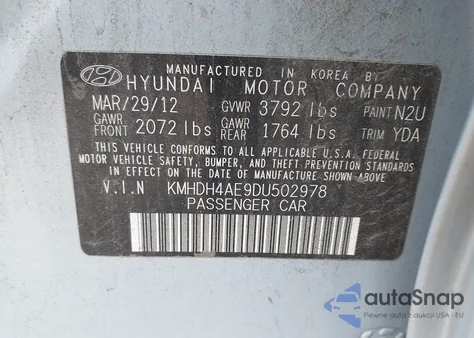 MANUFACTURED IN KOREA BY
HYUNDAI MOTOR COMPANY
MAR/29/12 GVWR 3792 lbs PAINT N2U
GAWR FRONT 2072 lbs GAWR REAR 1764 lbs TRIM YDA
THIS VEHICLE CONFORMS TO ALL APPLICABLE U.S.A. FEDERAL
MOTOR VEHICLE SAFETY, BUMPER, AND THEFT PREVENTION
STANDARDS IN EFFECT ON THE DATE OF MANUFACTURE SHOWN ABOVE.
V.I.N KMHDH4AE9DU502978
PASSENGER CAR
autoSnap
Pewne auta z aukcji USA i EU